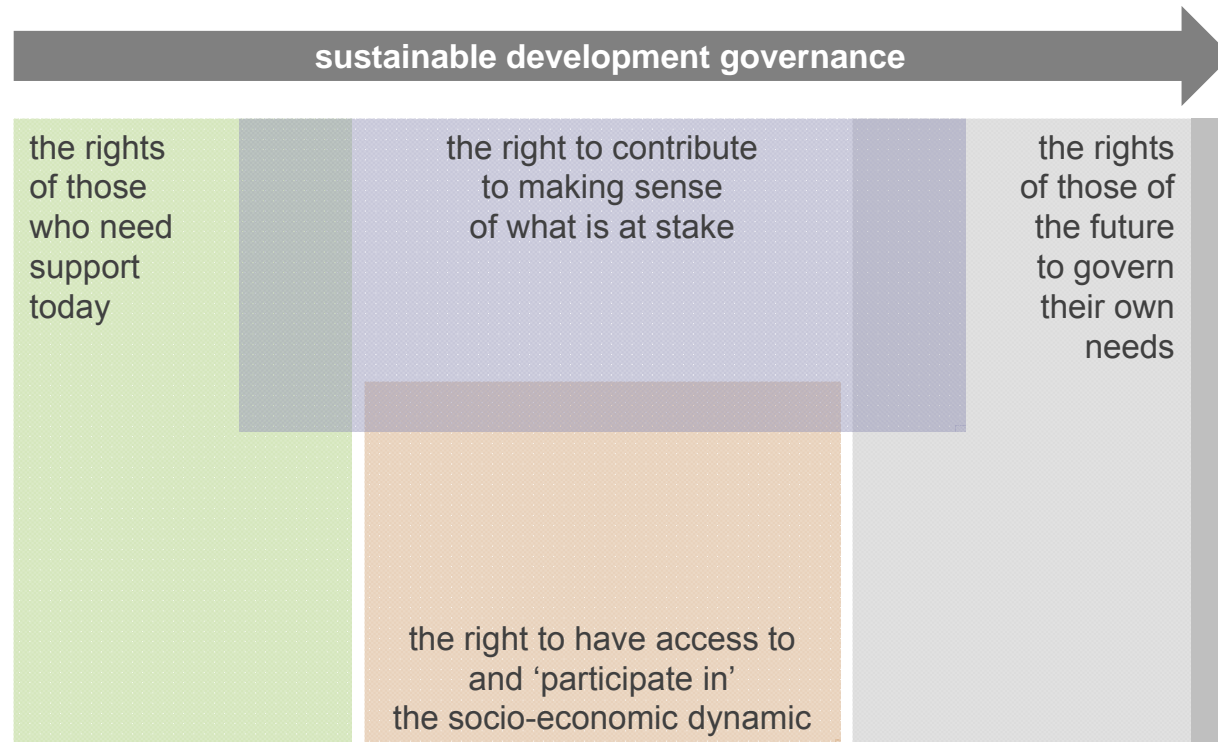 sustainable development governance
the rights
of those
who need
support
today
the right to contribute
to making sense
of what is at stake
the rights
of those of
the future
to govern
their own
needs
the right to have access to
and ‘participate in’
the socio-economic dynamic